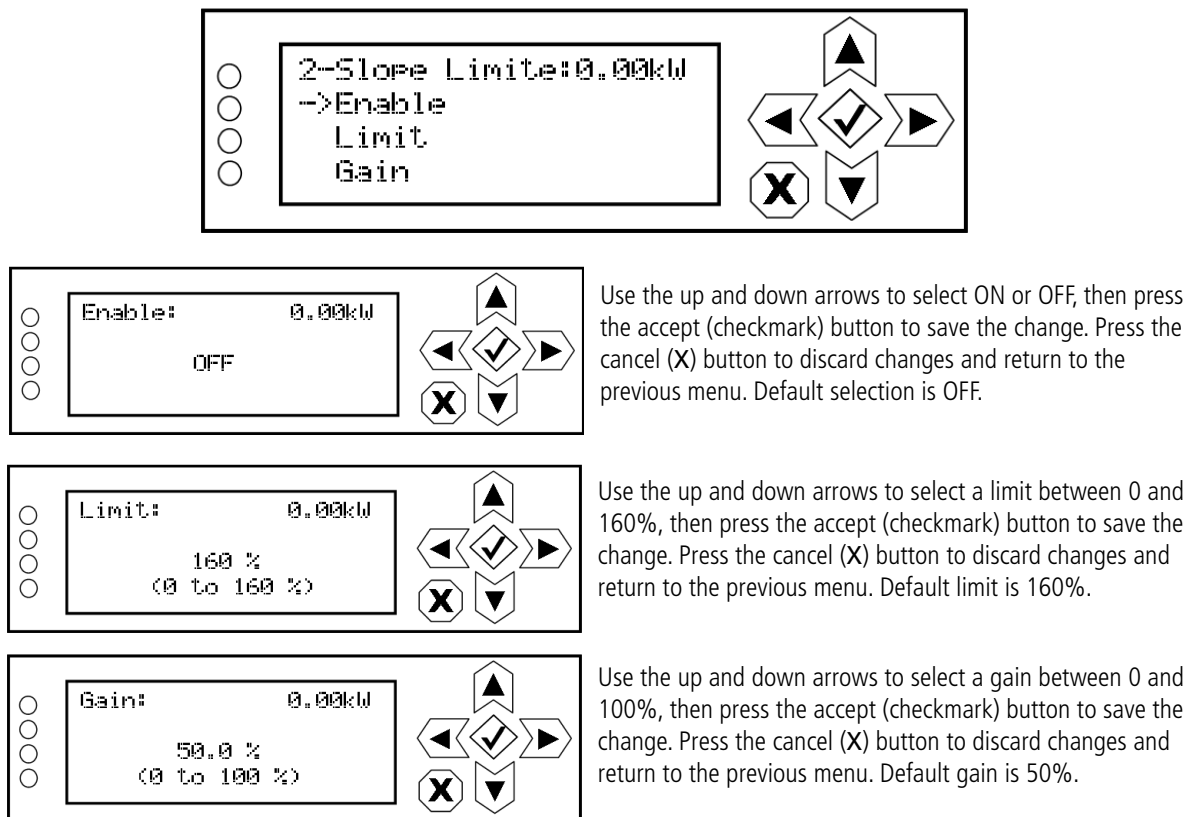 2-Slope Limite:0.00kW
->Enable
Limit
Gain
X
Enable: 0.00kW
OFF
X
Use the up and down arrows to select ON or OFF, then press
the accept (checkmark) button to save the change. Press the
cancel (X) button to discard changes and return to the
previous menu. Default selection is OFF.
Limit: 0.00kW
160 %
(0 to 160 %)
X
Use the up and down arrows to select a limit between 0 and
160%, then press the accept (checkmark) button to save the
change. Press the cancel (X) button to discard changes and
return to the previous menu. Default limit is 160%.
Gain: 0.00kW
50.0 %
(0 to 100 %)
X
Use the up and down arrows to select a gain between 0 and
100%, then press the accept (checkmark) button to save the
change. Press the cancel (X) button to discard changes and
return to the previous menu. Default gain is 50%.